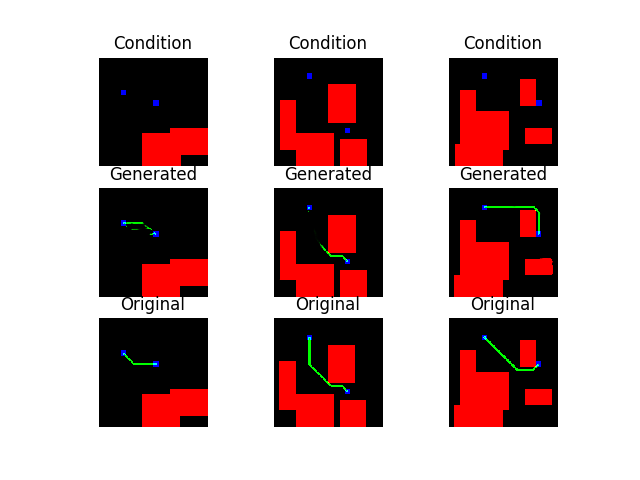 Condition Condition Condition
Generated Generated Generated
Original Original Original